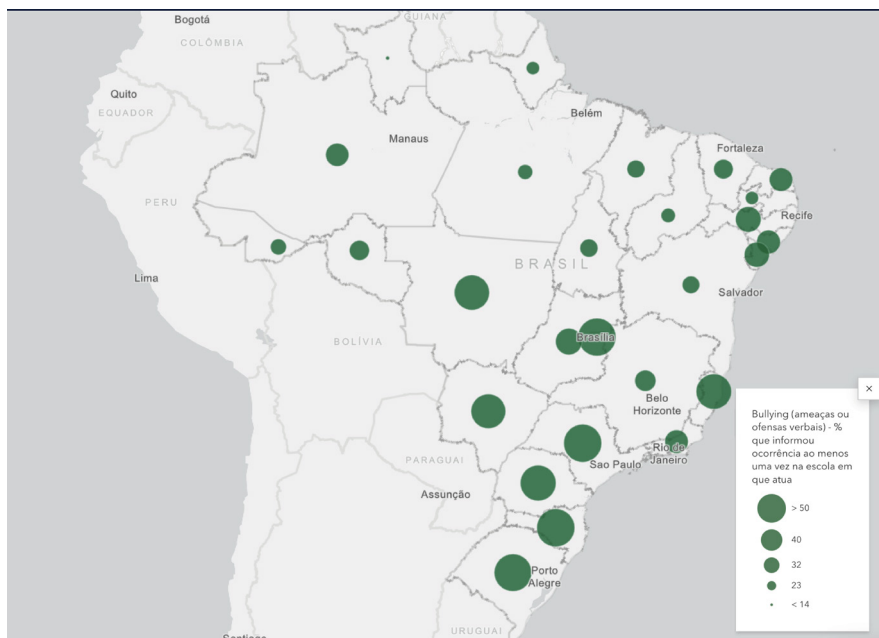 Bogotá
COLÔMBIA
GUIANA
Quito
EQUADOR
Belém
Manaus
Fortaleza
PERU
Recife
BRASIL
Lima
Salvador
Brasília
BOLÍVIA
Belo
Horizonte
Rio de
Janeiro
PARAGUAI
Sao Paulo
Assunção
Porto
Alegre
URUGUAI
Santiago
×
Bullying (ameaças ou
ofensas verbais) - %
que informou
ocorrência ao menos
uma vez na escola em
que atua
> 50
40
32
23
< 14